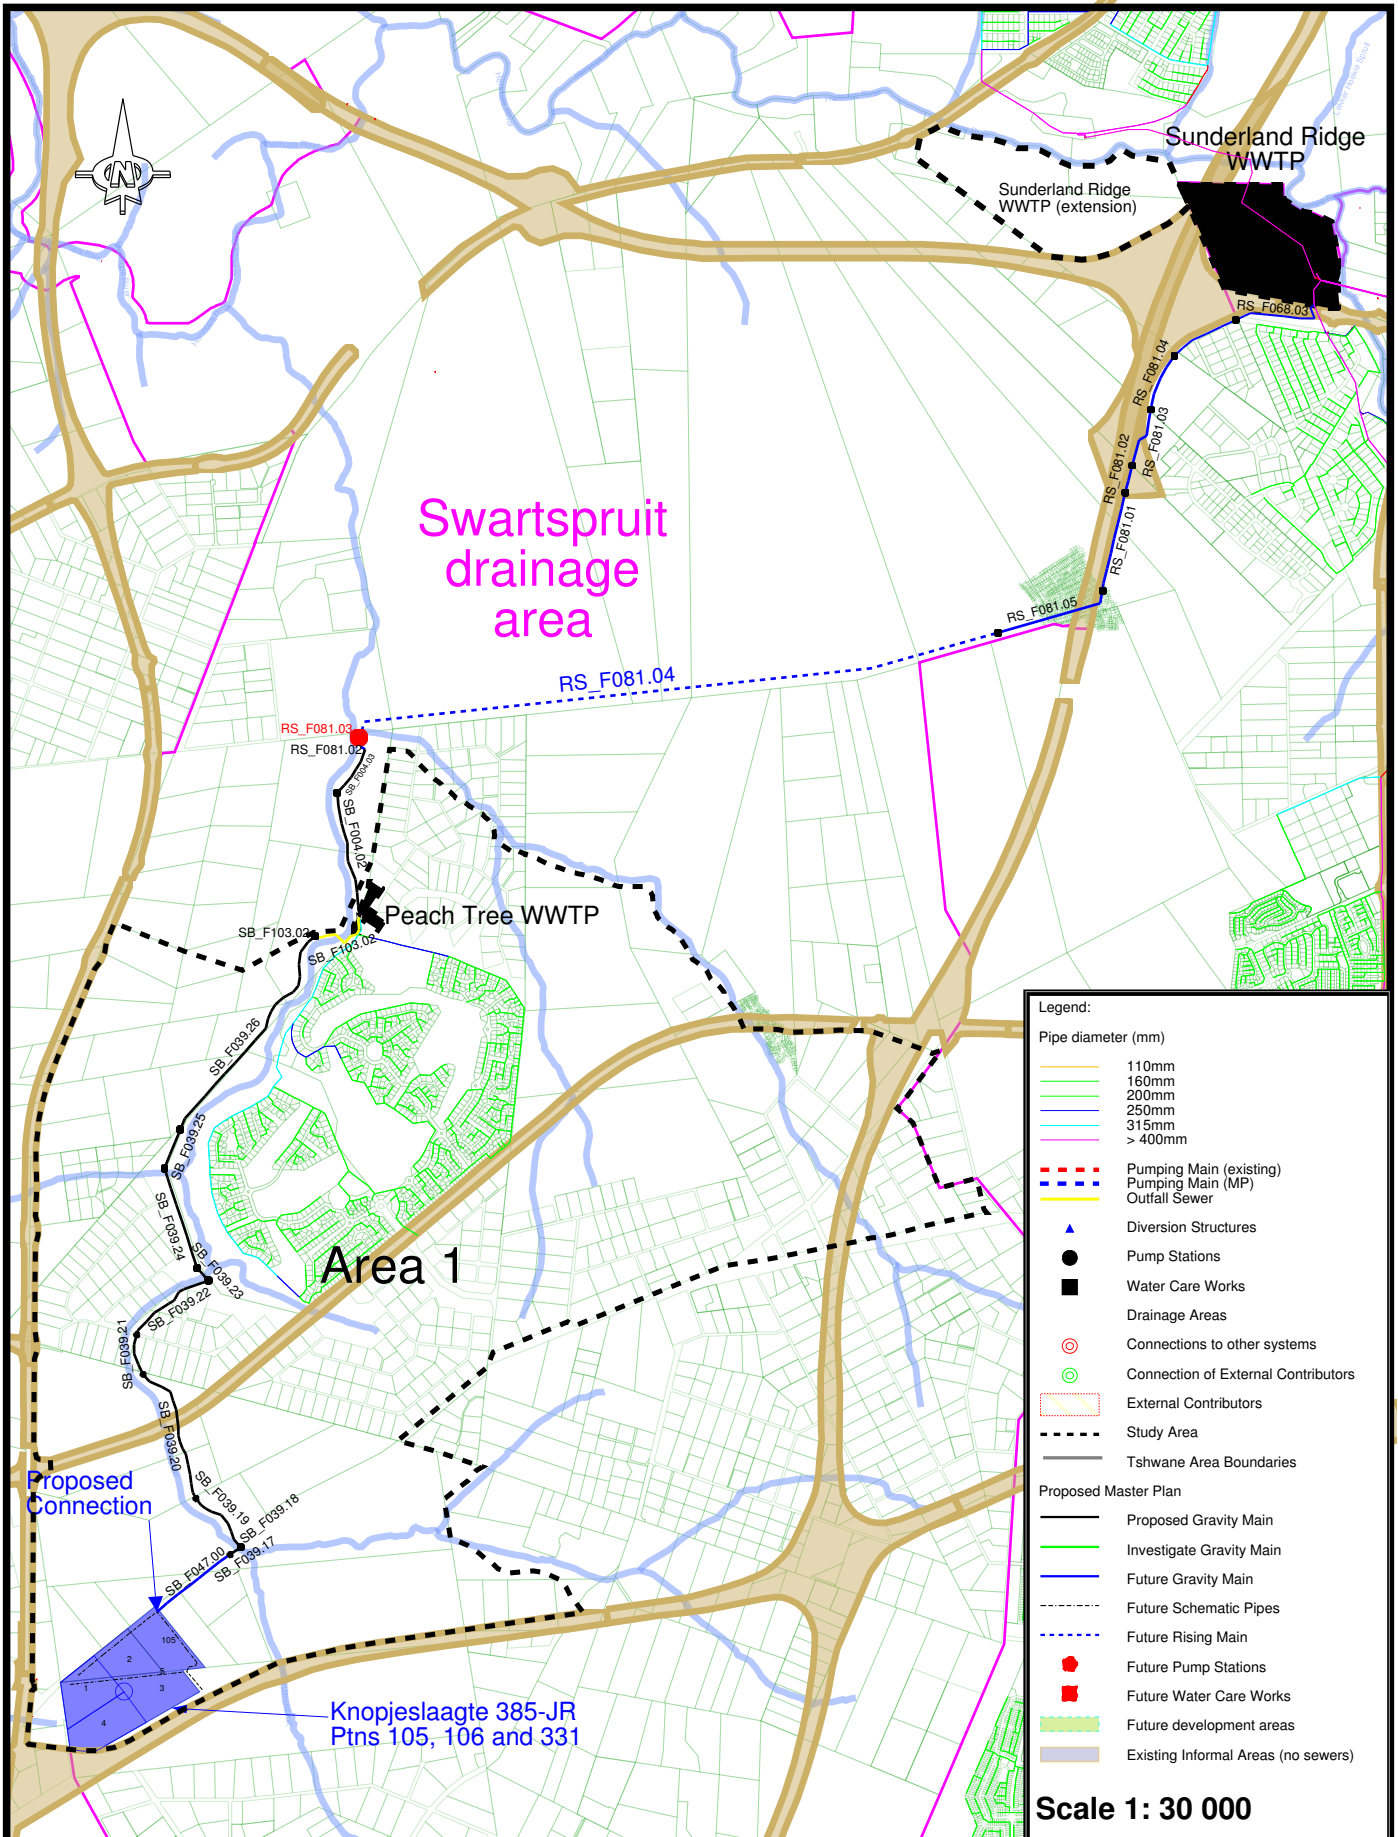 N
Sunderland Ridge
WWTP
Sunderland Ridge
WWTP (extension)
RS_F068.03
RS_F081.04
RS_F081.03
RS_F081.02
RS_F081.01
RS_F081.05
Swartspruit
drainage
area
RS_F081.04
RS_F081.03
RS_F081.02
SB_F004.03
SB_F004.02
Peach Tree WWTP
SB_F103.02
SB_F103.02
SB_F039.26
SB_F039.25
SB_F039.24
SB_F039.23
SB_F039.22
SB_F039.21
Area 1
SB_F039.20
SB_F039.19
SB_F039.18
SB_F039.17
SB_F047.00
Proposed
Connection
105
2
5
1
3
4
Knopjeslaagte 385-JR
Ptns 105, 106 and 331
Legend:
Pipe diameter (mm)
110mm
160mm
200mm
250mm
315mm
> 400mm
Pumping Main (existing)
Pumping Main (MP)
Outfall Sewer
Diversion Structures
Pump Stations
Water Care Works
Drainage Areas
Connections to other systems
Connection of External Contributors
External Contributors
Study Area
Tshwane Area Boundaries
Proposed Master Plan
Proposed Gravity Main
Investigate Gravity Main
Future Gravity Main
Future Schematic Pipes
Future Rising Main
Future Pump Stations
Future Water Care Works
Future development areas
Existing Informal Areas (no sewers)
Scale 1: 30 000